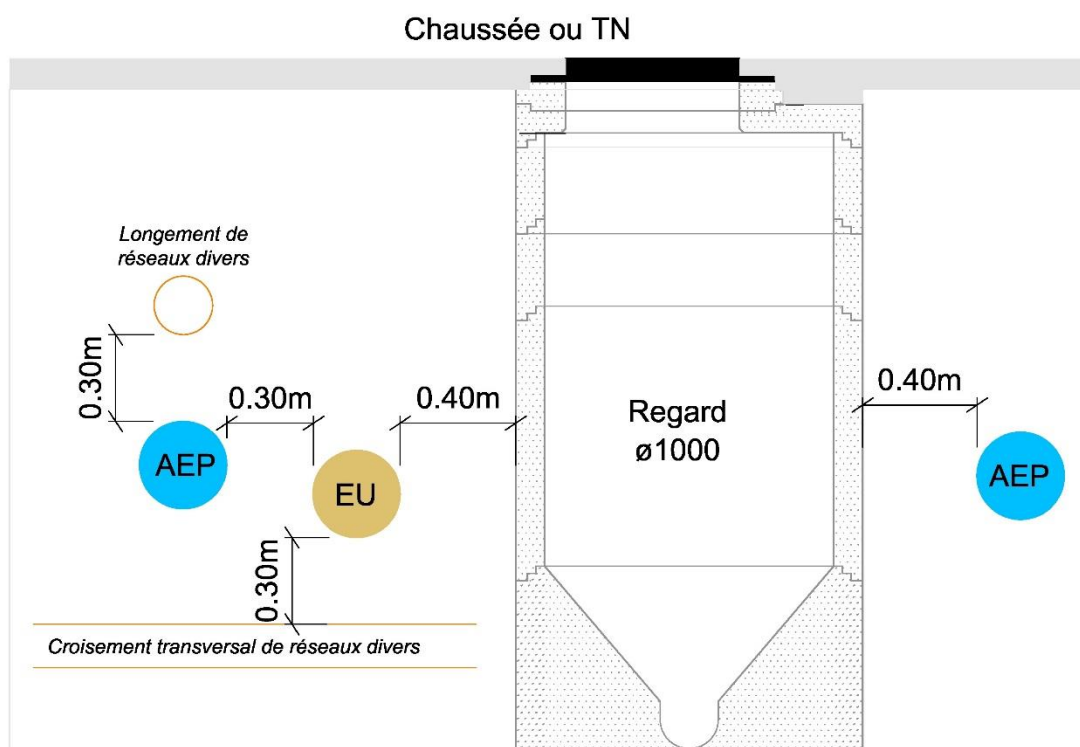 Chaussée ou TN
Longement de
réseaux divers
0.30m
0.30m
0.40m
0.40m
Regard
ø1000
AEP
EU
AEP
0.30m
Croisement transversal de réseaux divers